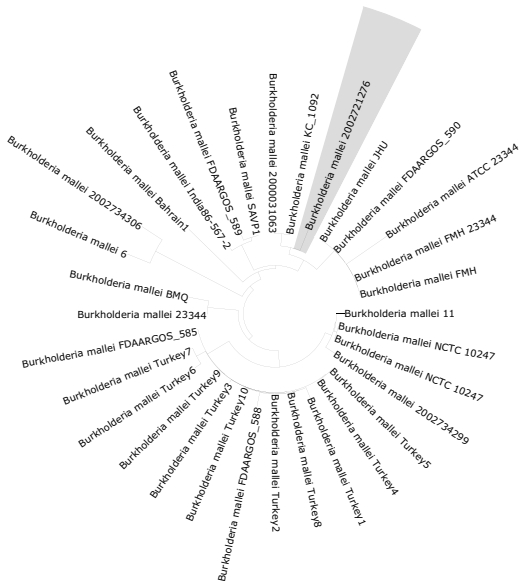 Burkholderia mallei 2002721276
Burkholderia mallei JHU
Burkholderia mallei FDAARGOS_590
Burkholderia mallei ATCC 23344
Burkholderia mallei FMH 23344
Burkholderia mallei FMH
Burkholderia mallei 11
Burkholderia mallei NCTC 10247
Burkholderia mallei NCTC 10247
Burkholderia mallei 2002734299
Burkholderia mallei Turkey5
Burkholderia mallei Turkey4
Burkholderia mallei Turkey1
Burkholderia mallei Turkey8
Burkholderia mallei Turkey2
Burkholderia mallei FDAARGOS_588
Burkholderia mallei Turkey10
Burkholderia mallei Turkey3
Burkholderia mallei Turkey9
Burkholderia mallei Turkey6
Burkholderia mallei Turkey7
Burkholderia mallei FDAARGOS_585
Burkholderia mallei 23344
Burkholderia mallei BMQ
Burkholderia mallei 6
Burkholderia mallei 2002734306
Burkholderia mallei Bahrain1
Burkholderia mallei India86-567-2
Burkholderia mallei FDAARGOS_589
Burkholderia mallei SAVP1
Burkholderia mallei 2000031063
Burkholderia mallei KC_1092